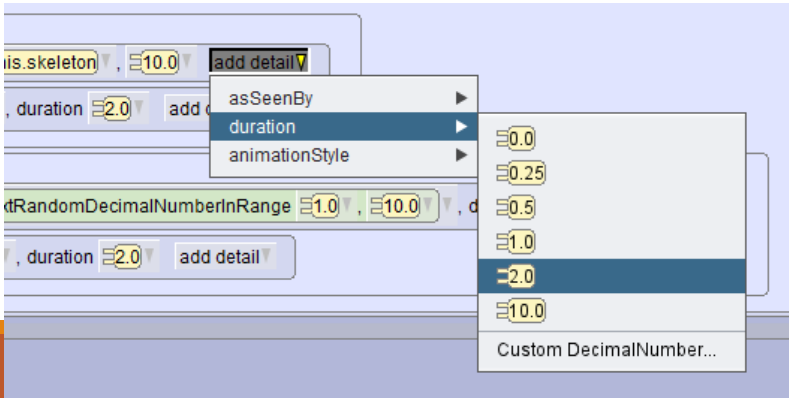 is.skeleton , 10.0 add detail
, duration 2.0 add
asSeenBy
duration
animationStyle
0.0
0.25
0.5
1.0
2.0
10.0
Custom DecimalNumber...
xtRandomDecimalNumberInRange 1.0 , 10.0 , d
, duration 2.0 add detail